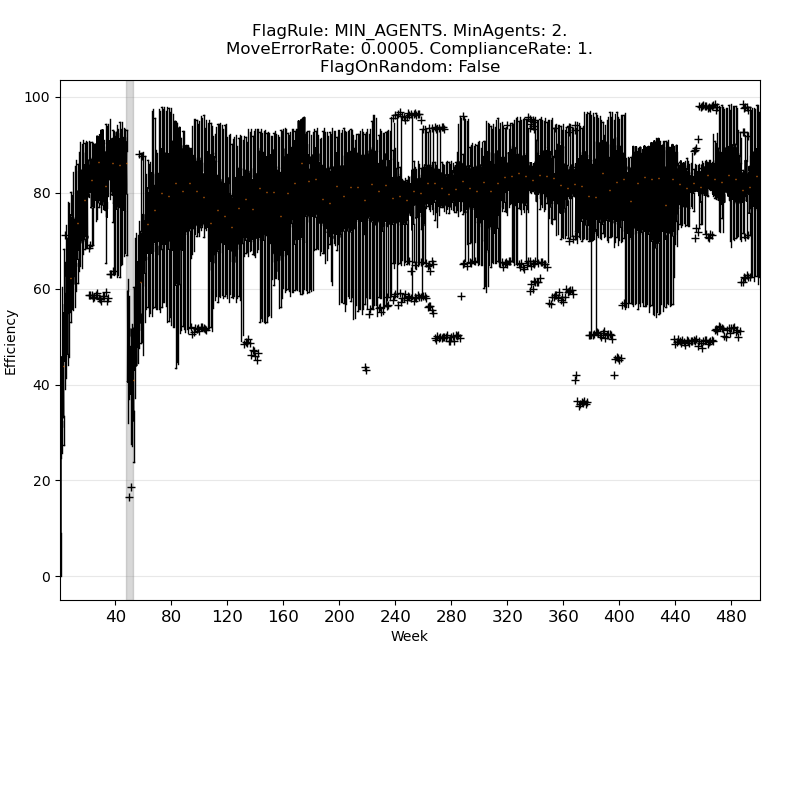 FlagRule: MIN_AGENTS. MinAgents: 2.
MoveErrorRate: 0.0005. ComplianceRate: 1.
FlagOnRandom: False
100
80
60
40
20
0
Efficiency
40 80 120 160 200 240 280 320 360 400 440 480
Week